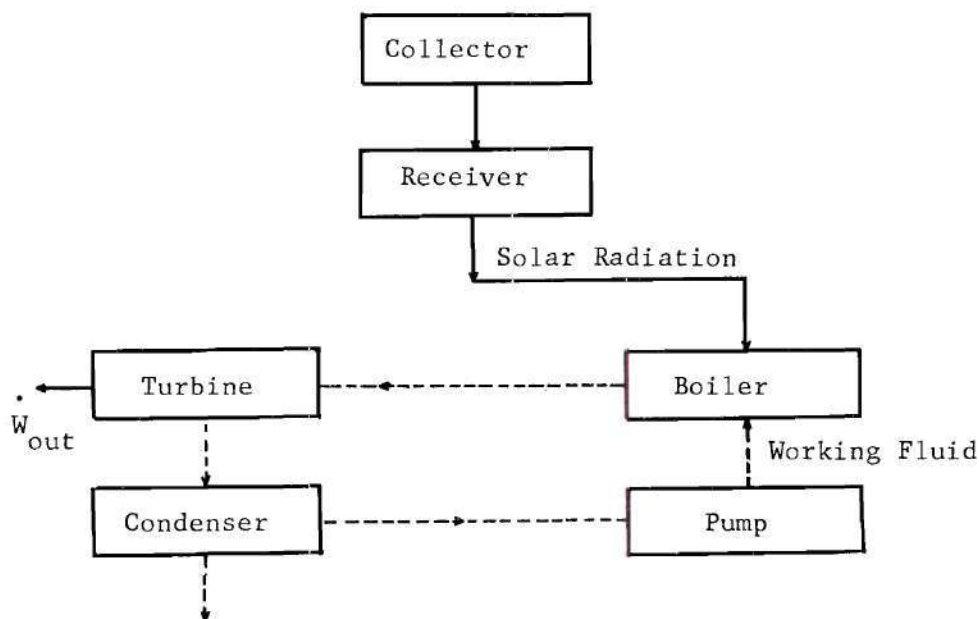 Collector
Receiver
Solar Radiation
Turbine
Boiler
Ẇout
Working Fluid
Condenser
Pump